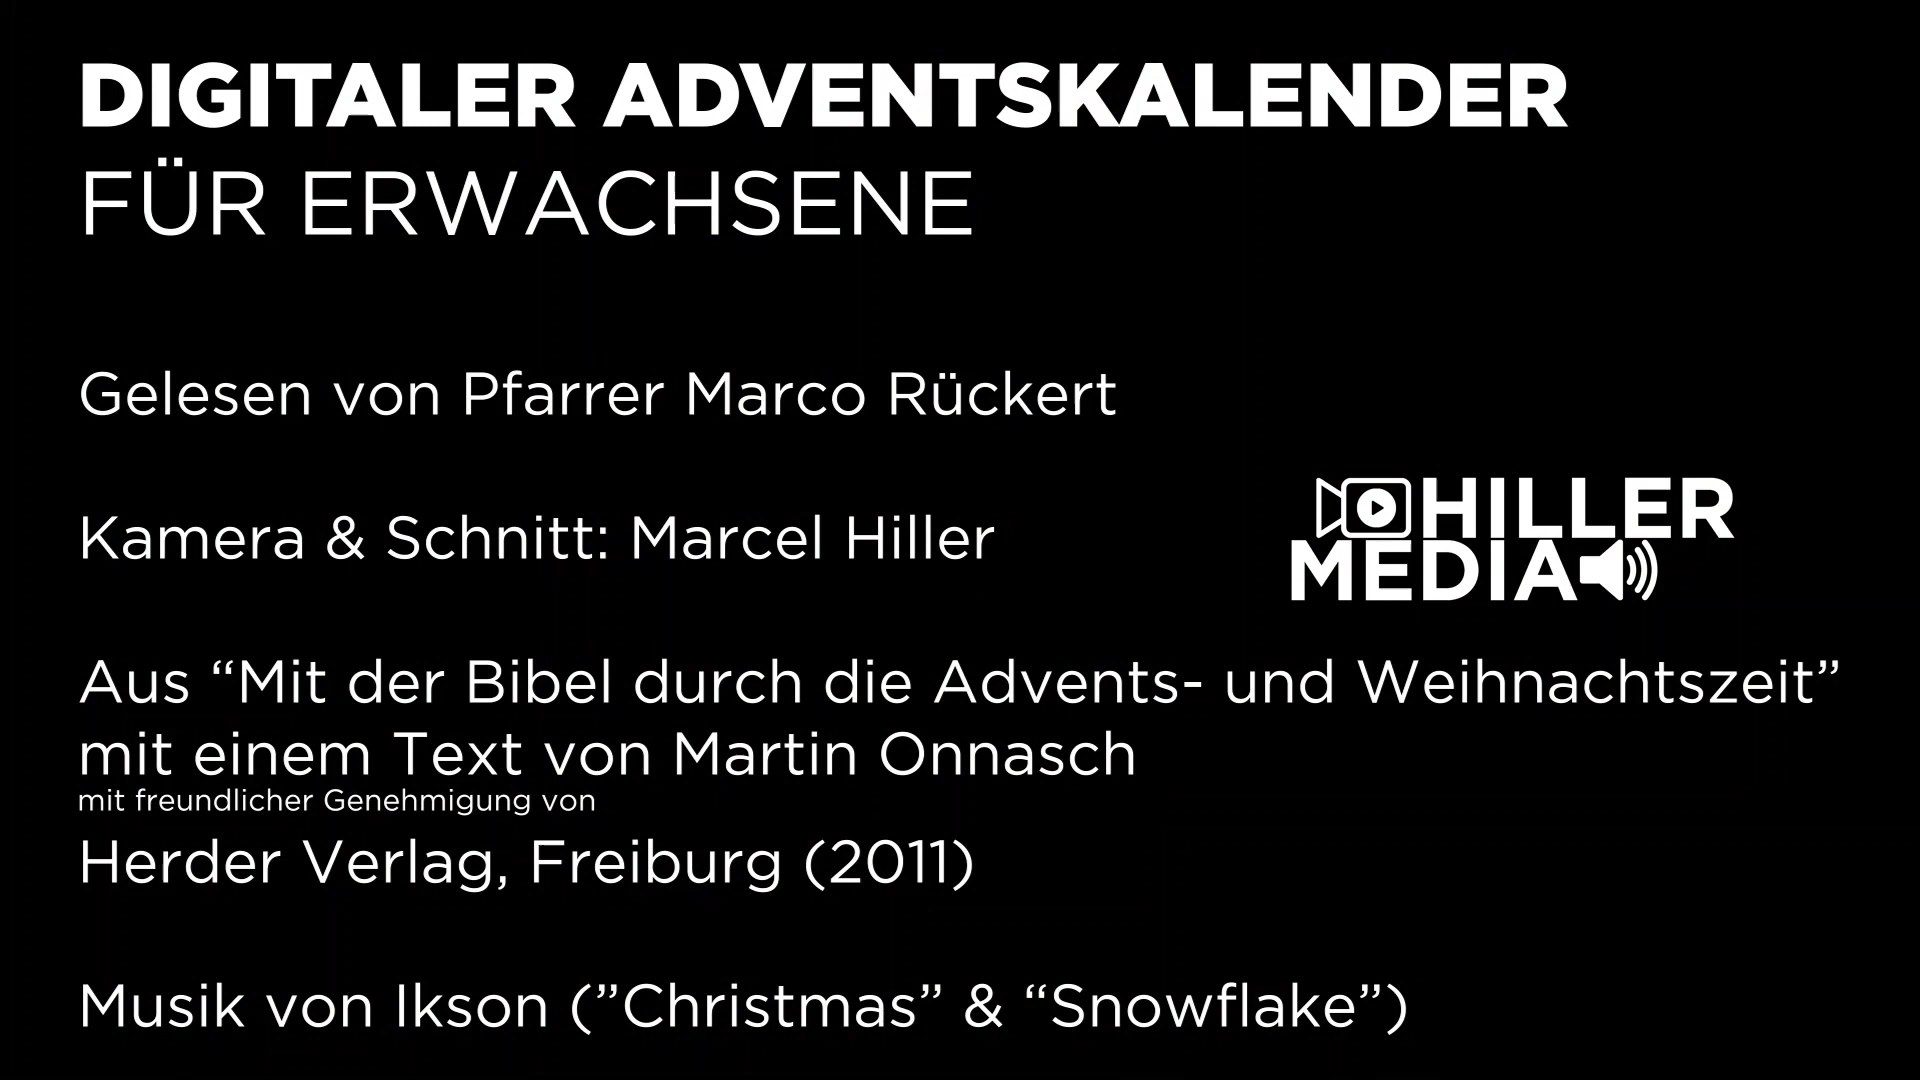 DIGITALER ADVENTSKALENDER
FÜR ERWACHSENE
Gelesen von Pfarrer Marco Rückert
Kamera & Schnitt: Marcel Hiller
HILLER
MEDIA
Aus “Mit der Bibel durch die Advents- und Weihnachtszeit”
mit einem Text von Martin Onnasch
mit freundlicher Genehmigung von
Herder Verlag, Freiburg (2011)
Musik von Ikson (”Christmas” & “Snowflake”)